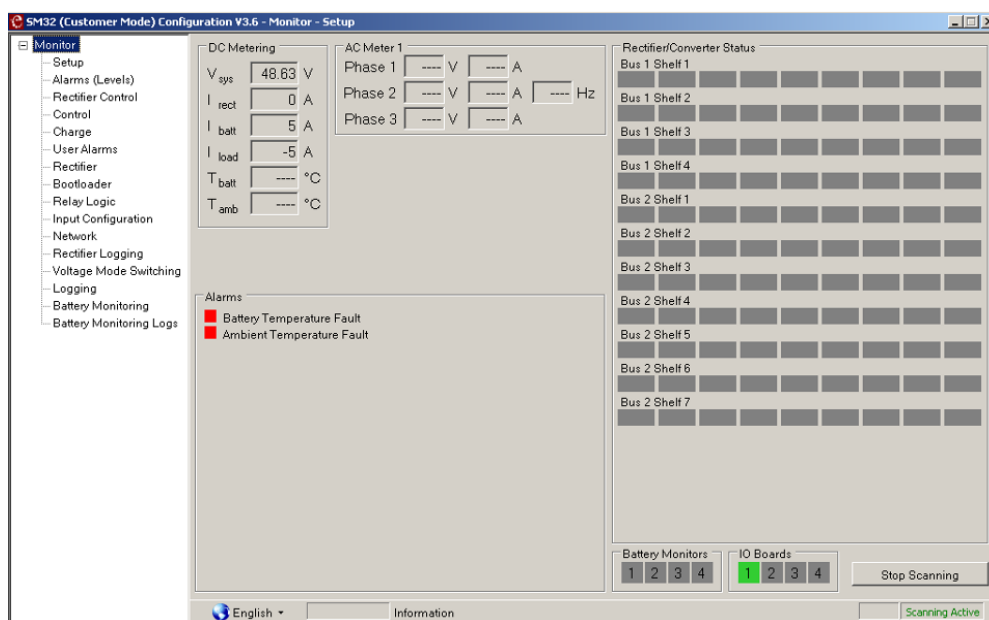 SM32 (Customer Mode) Configuration V3.6 - Monitor - Setup
Monitor
Setup
Alarms (Levels)
Rectifier Control
Control
Charge
User Alarms
Rectifier
Bootloader
Relay Logic
Input Configuration
Network
Rectifier Logging
Voltage Mode Switching
Logging
Battery Monitoring
Battery Monitoring Logs
DC Metering
V sys 48.63 V
I rect 0 A
I batt 5 A
I load -5 A
T batt ---- °C
T amb ---- °C
AC Meter 1
Phase 1 ---- V ---- A
Phase 2 ---- V ---- A ---- Hz
Phase 3 ---- V ---- A
Alarms
Battery Temperature Fault
Ambient Temperature Fault
Rectifier/Converter Status
Bus 1 Shelf 1
Bus 1 Shelf 2
Bus 1 Shelf 3
Bus 1 Shelf 4
Bus 2 Shelf 1
Bus 2 Shelf 2
Bus 2 Shelf 3
Bus 2 Shelf 4
Bus 2 Shelf 5
Bus 2 Shelf 6
Bus 2 Shelf 7
Battery Monitors
1 2 3 4
IO Boards
1 2 3 4
Stop Scanning
English
Information
Scanning Active